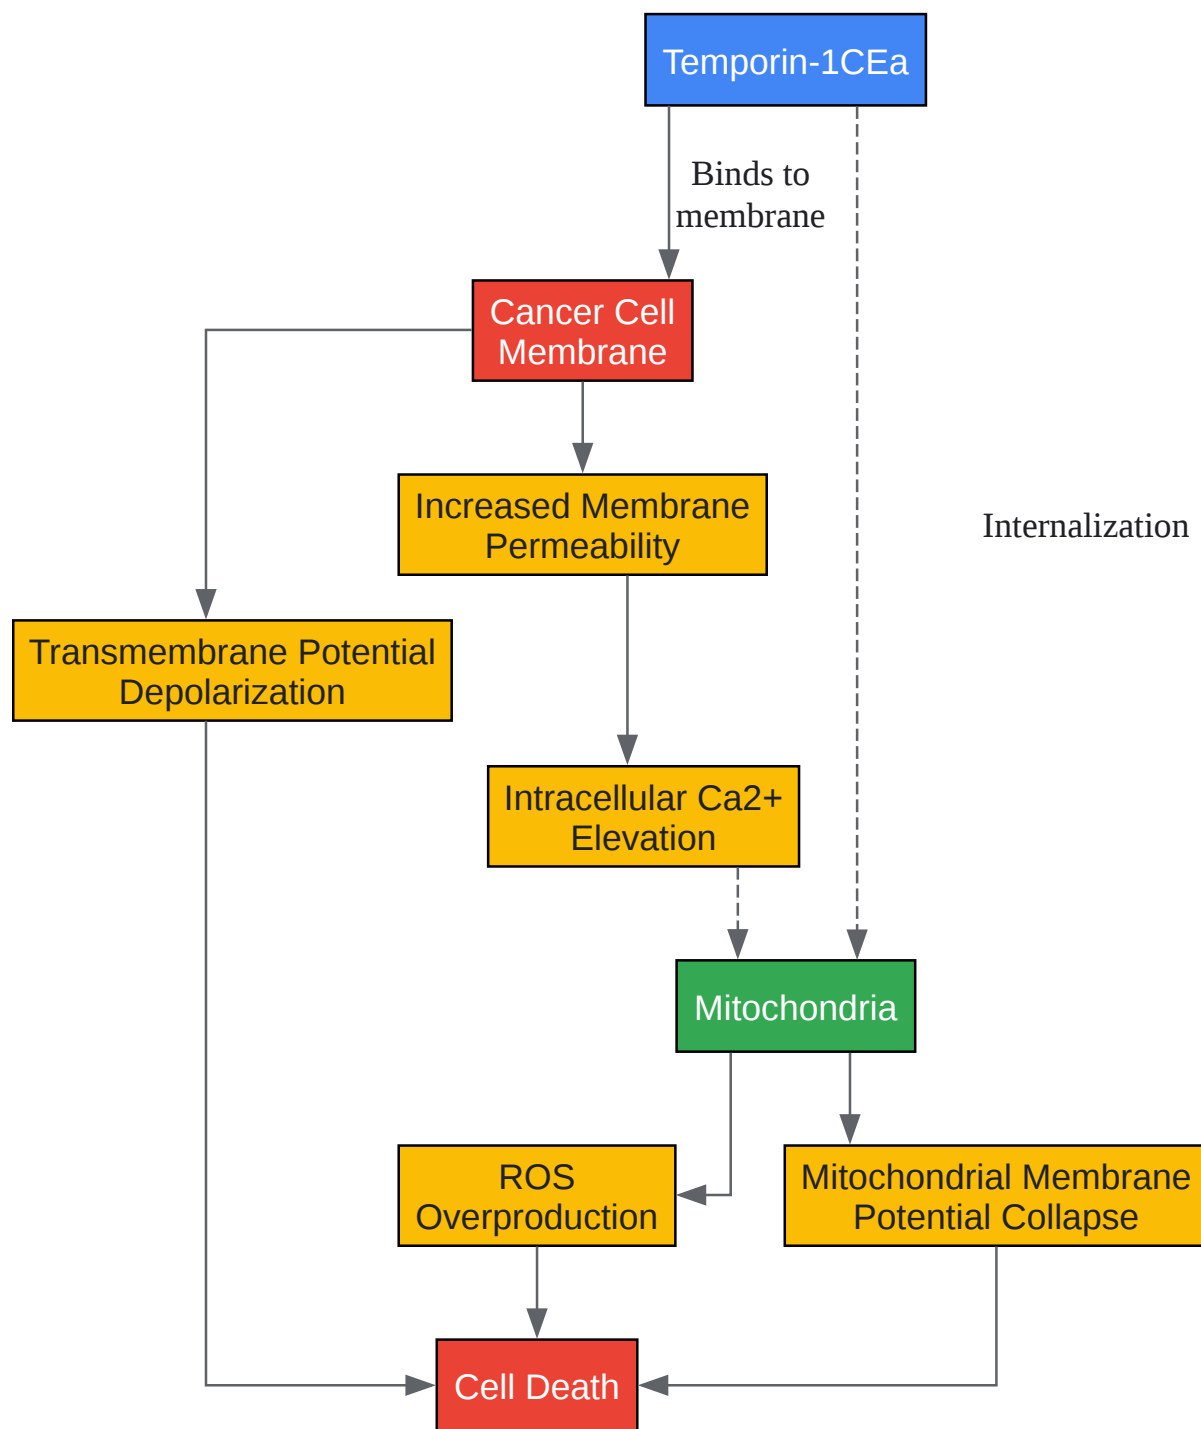 Temporin-1CEa
Binds to
membrane
Cancer Cell
Membrane
Increased Membrane
Permeability
Internalization
Transmembrane Potential
Depolarization
Intracellular Ca2+
Elevation
Mitochondria
ROS
Overproduction
Mitochondrial Membrane
Potential Collapse
Cell Death